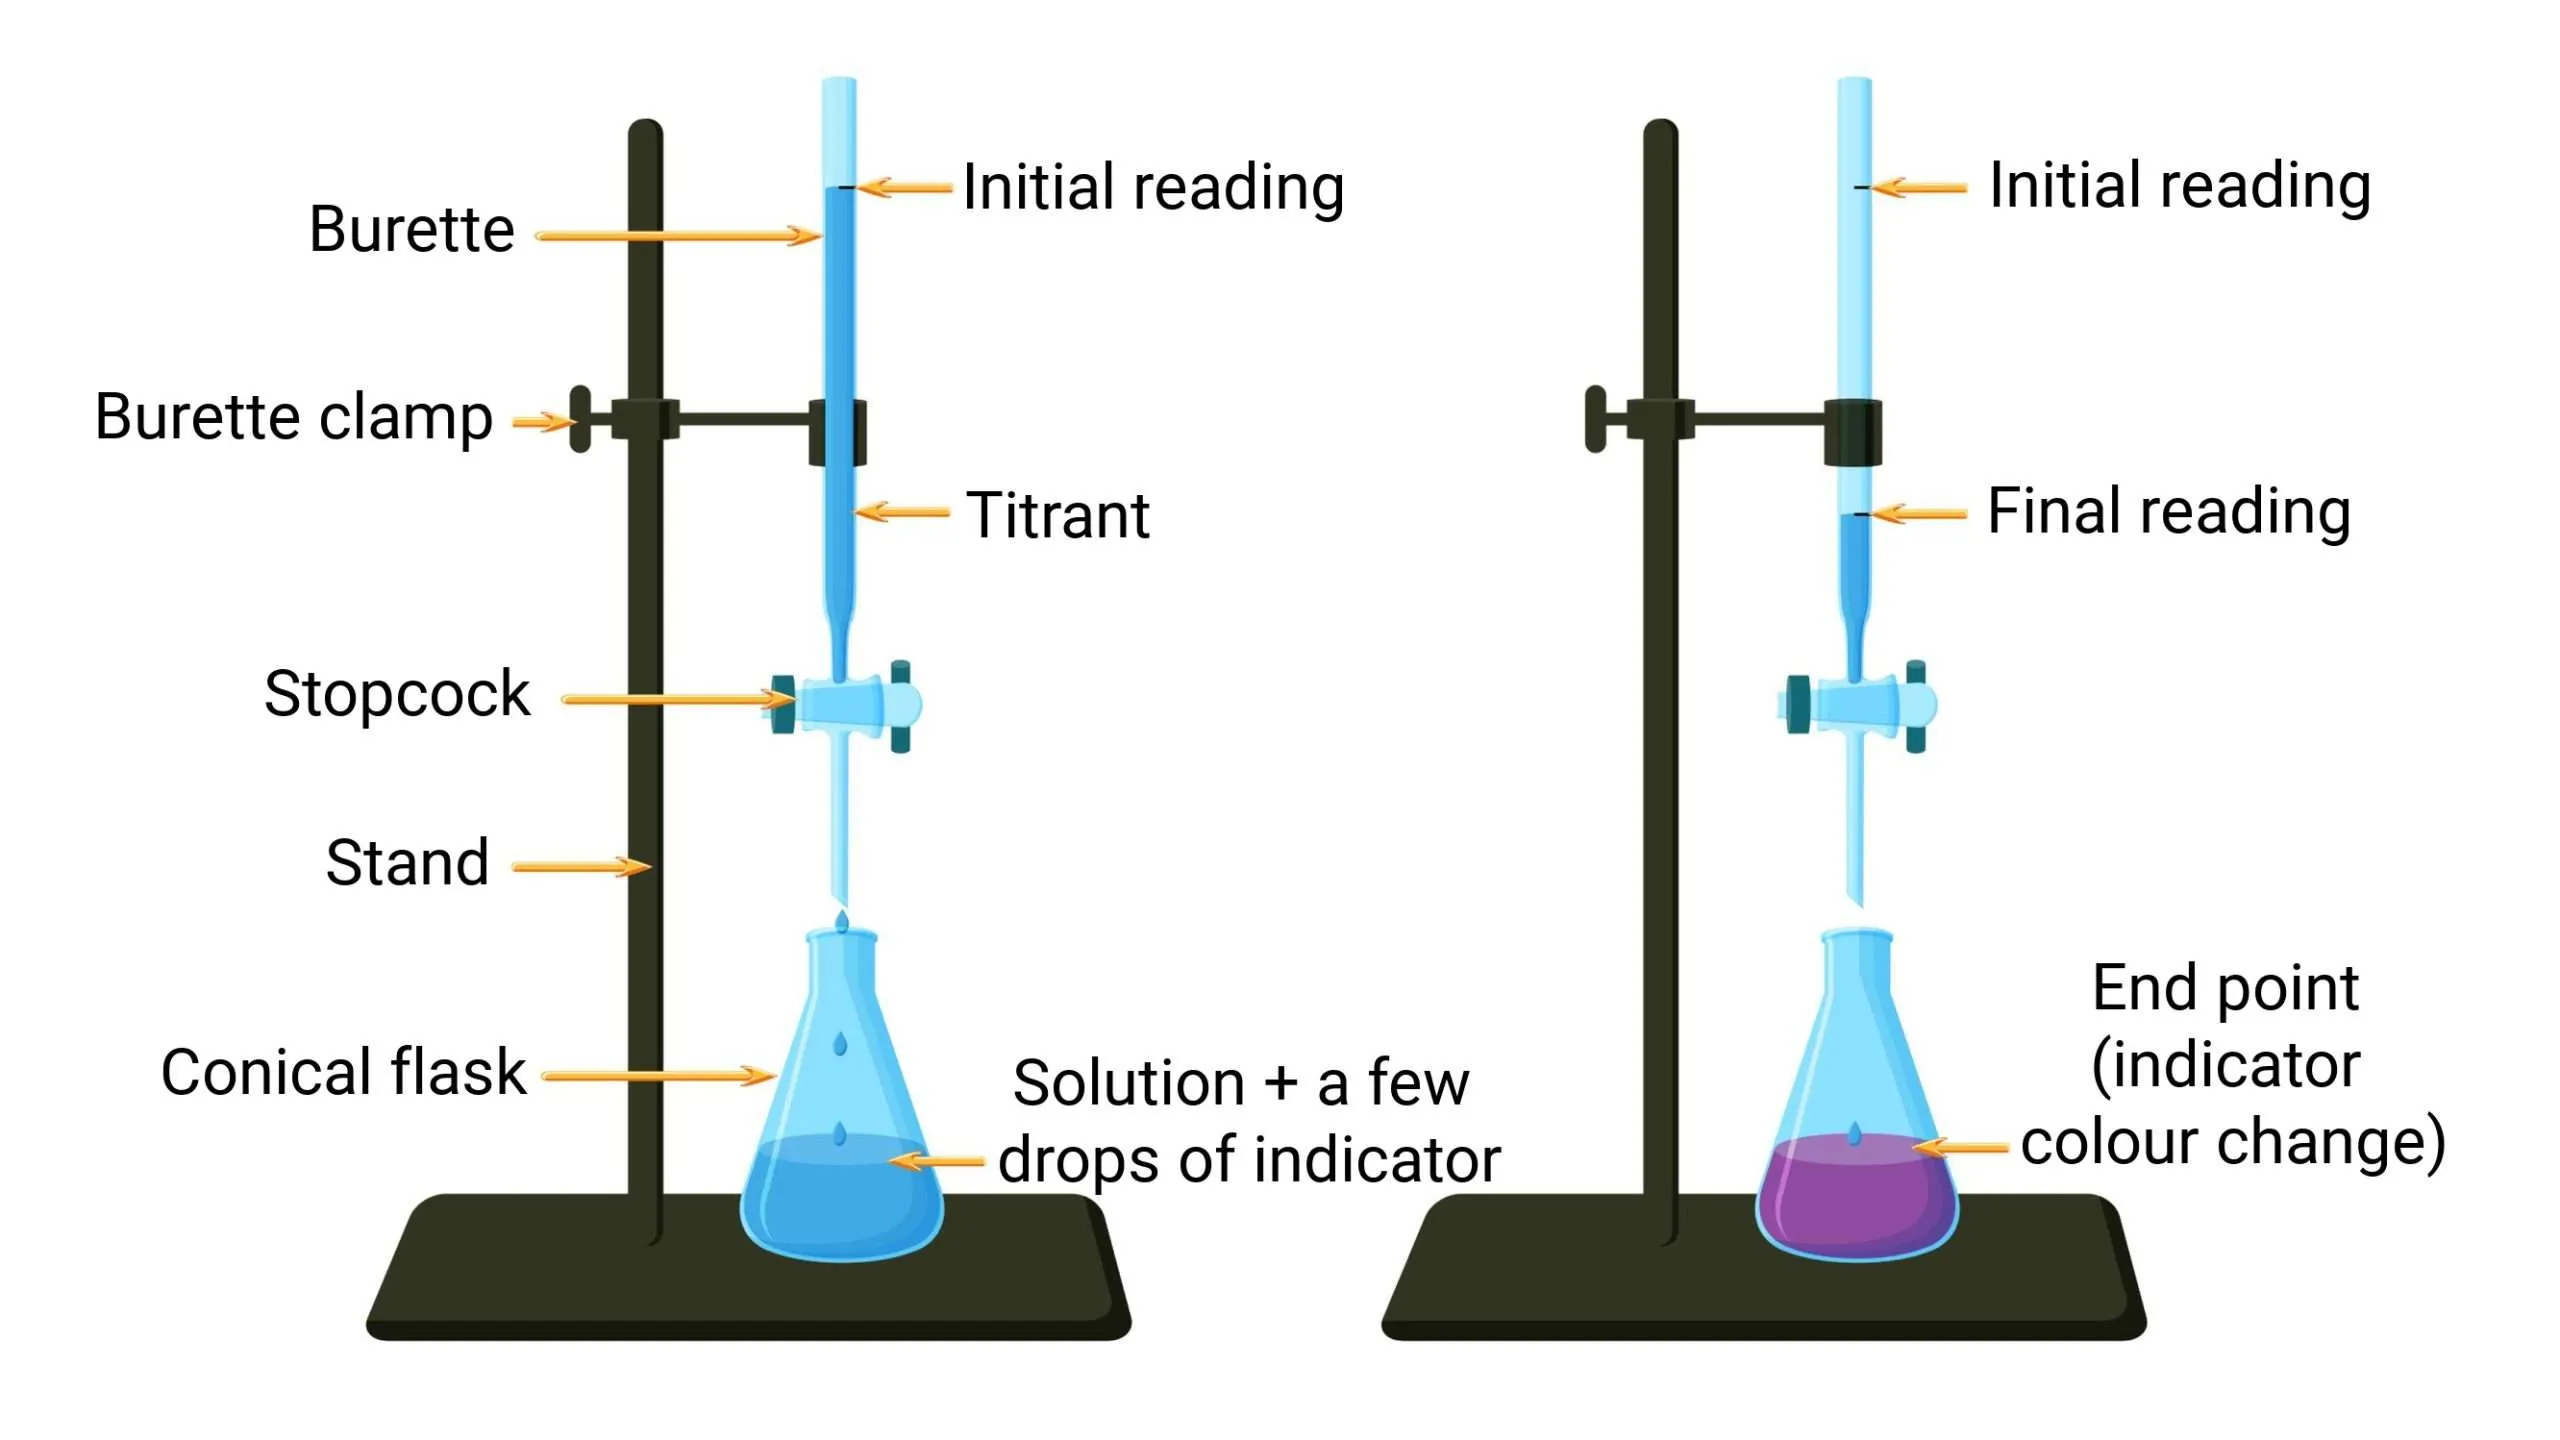 Burette
Initial reading
Burette clamp
Titrant
Stopcock
Stand
Conical flask
Solution + a few
drops of indicator
Initial reading
Final reading
End point
(indicator
colour change)